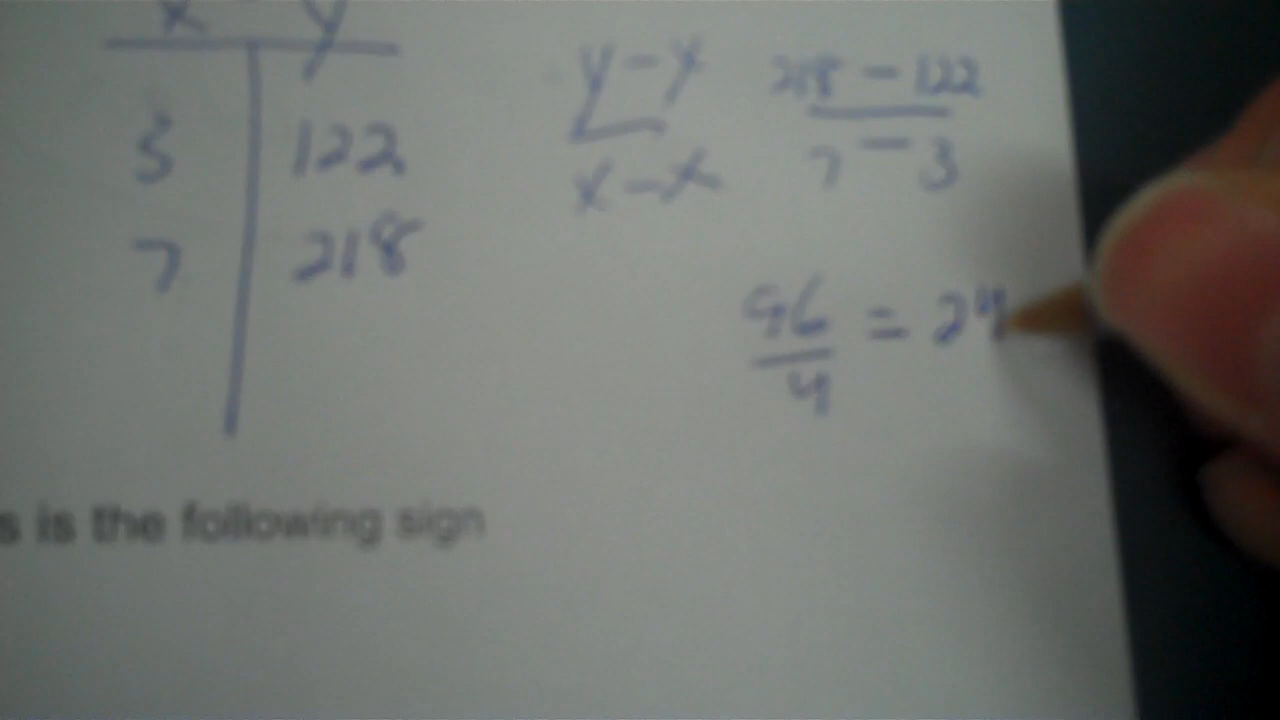 x y
3 122
7 218
y - y
x - x
218 - 122
7 - 3
96
4 = 24
s is the following sign